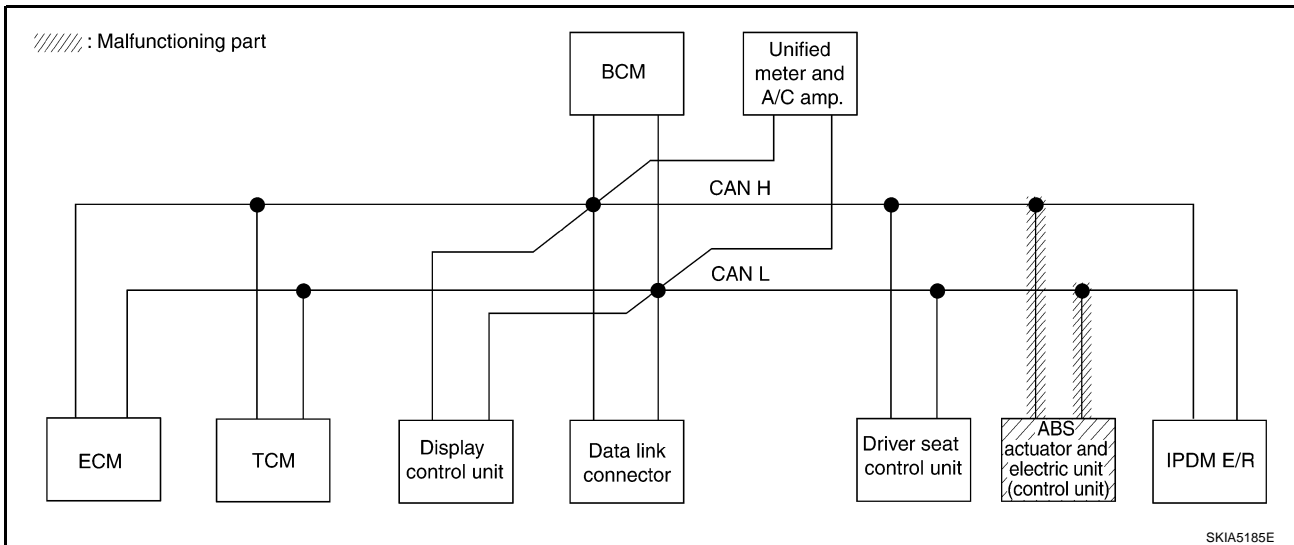 : Malfunctioning part
BCM
Unified
meter and
A/C amp.
CAN H
CAN L
ECM
TCM
Display
control unit
Data link
connector
Driver seat
control unit
ABS
actuator and
electric unit
(control unit)
IPDM E/R
SKIA5185E